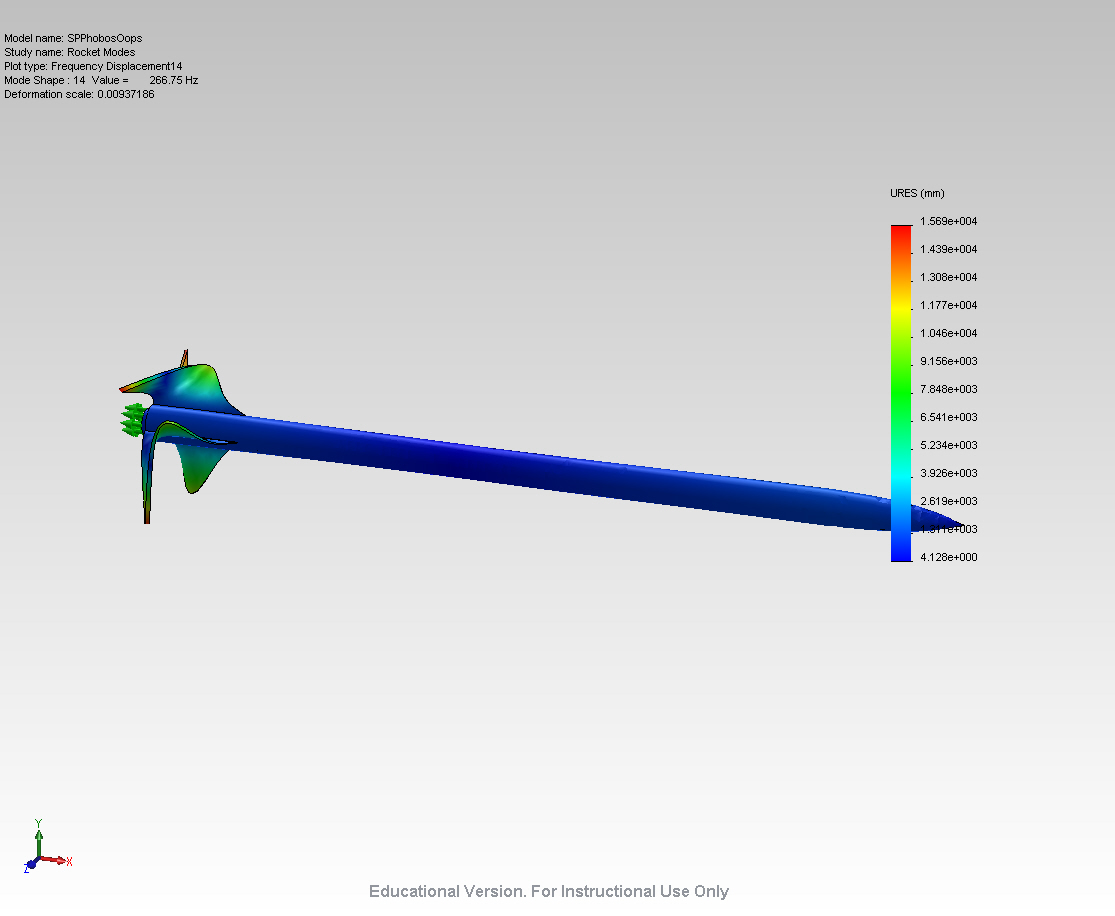 Model name: SPPhobosOops
Study name: Rocket Modes
Plot type: Frequency Displacement14
Mode Shape : 14 Value = 266.75 Hz
Deformation scale: 0.00937186
URES (mm)
1.569e+004
1.439e+004
1.308e+004
1.177e+004
1.046e+004
9.156e+003
7.848e+003
6.541e+003
5.234e+003
3.926e+003
2.619e+003
1.311e+003
4.128e+000
Y
X
Z
Educational Version. For Instructional Use Only